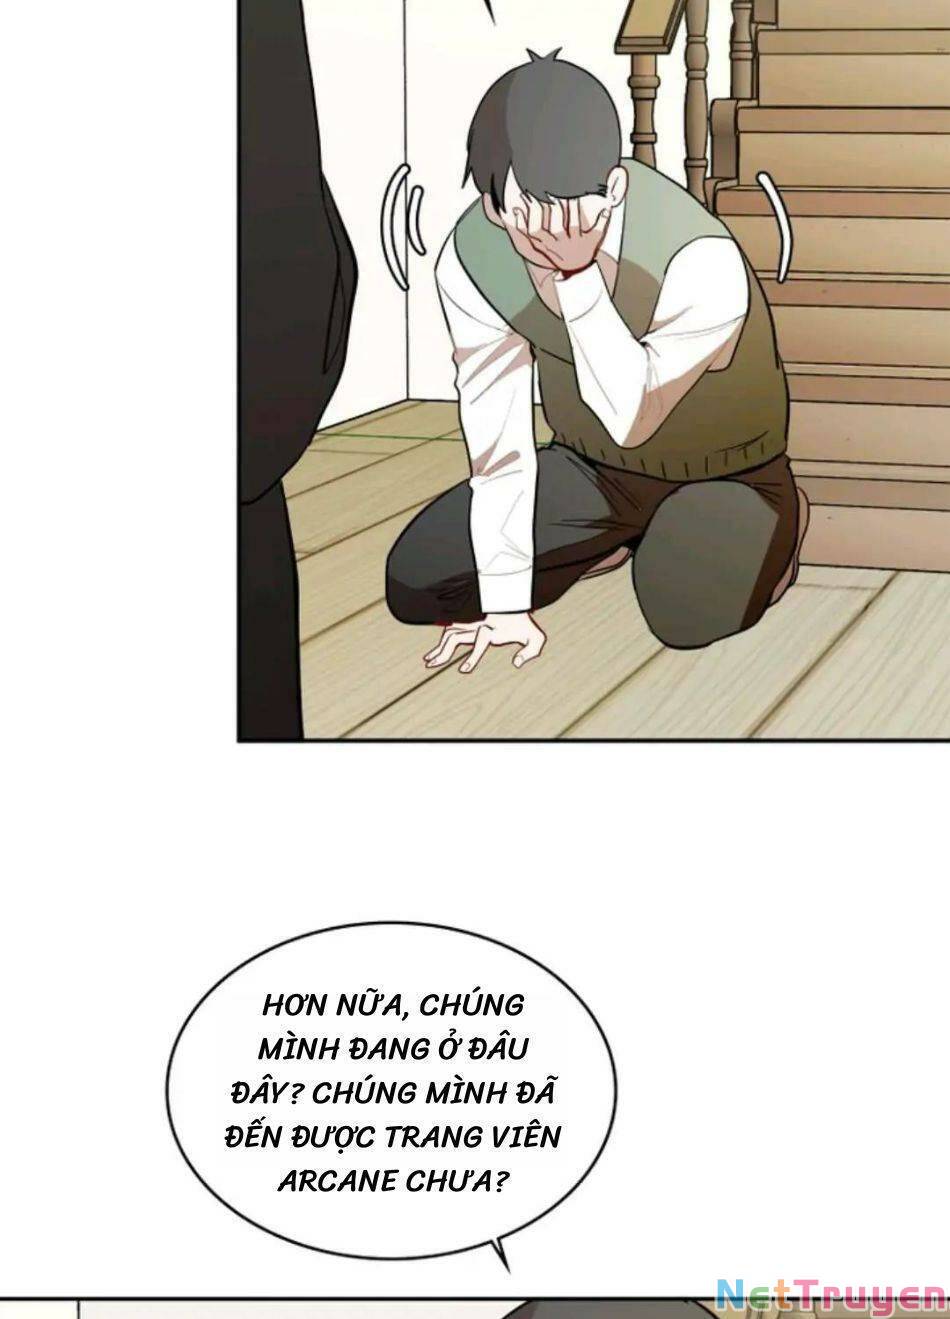 HƠN NỮA, CHÚNG
MÌNH ĐANG Ở ĐÂU
ĐÂY? CHÚNG MÌNH ĐÃ
ĐẾN ĐƯỢC TRANG VIÊN
ARCANE CHƯA?
NetTruyen